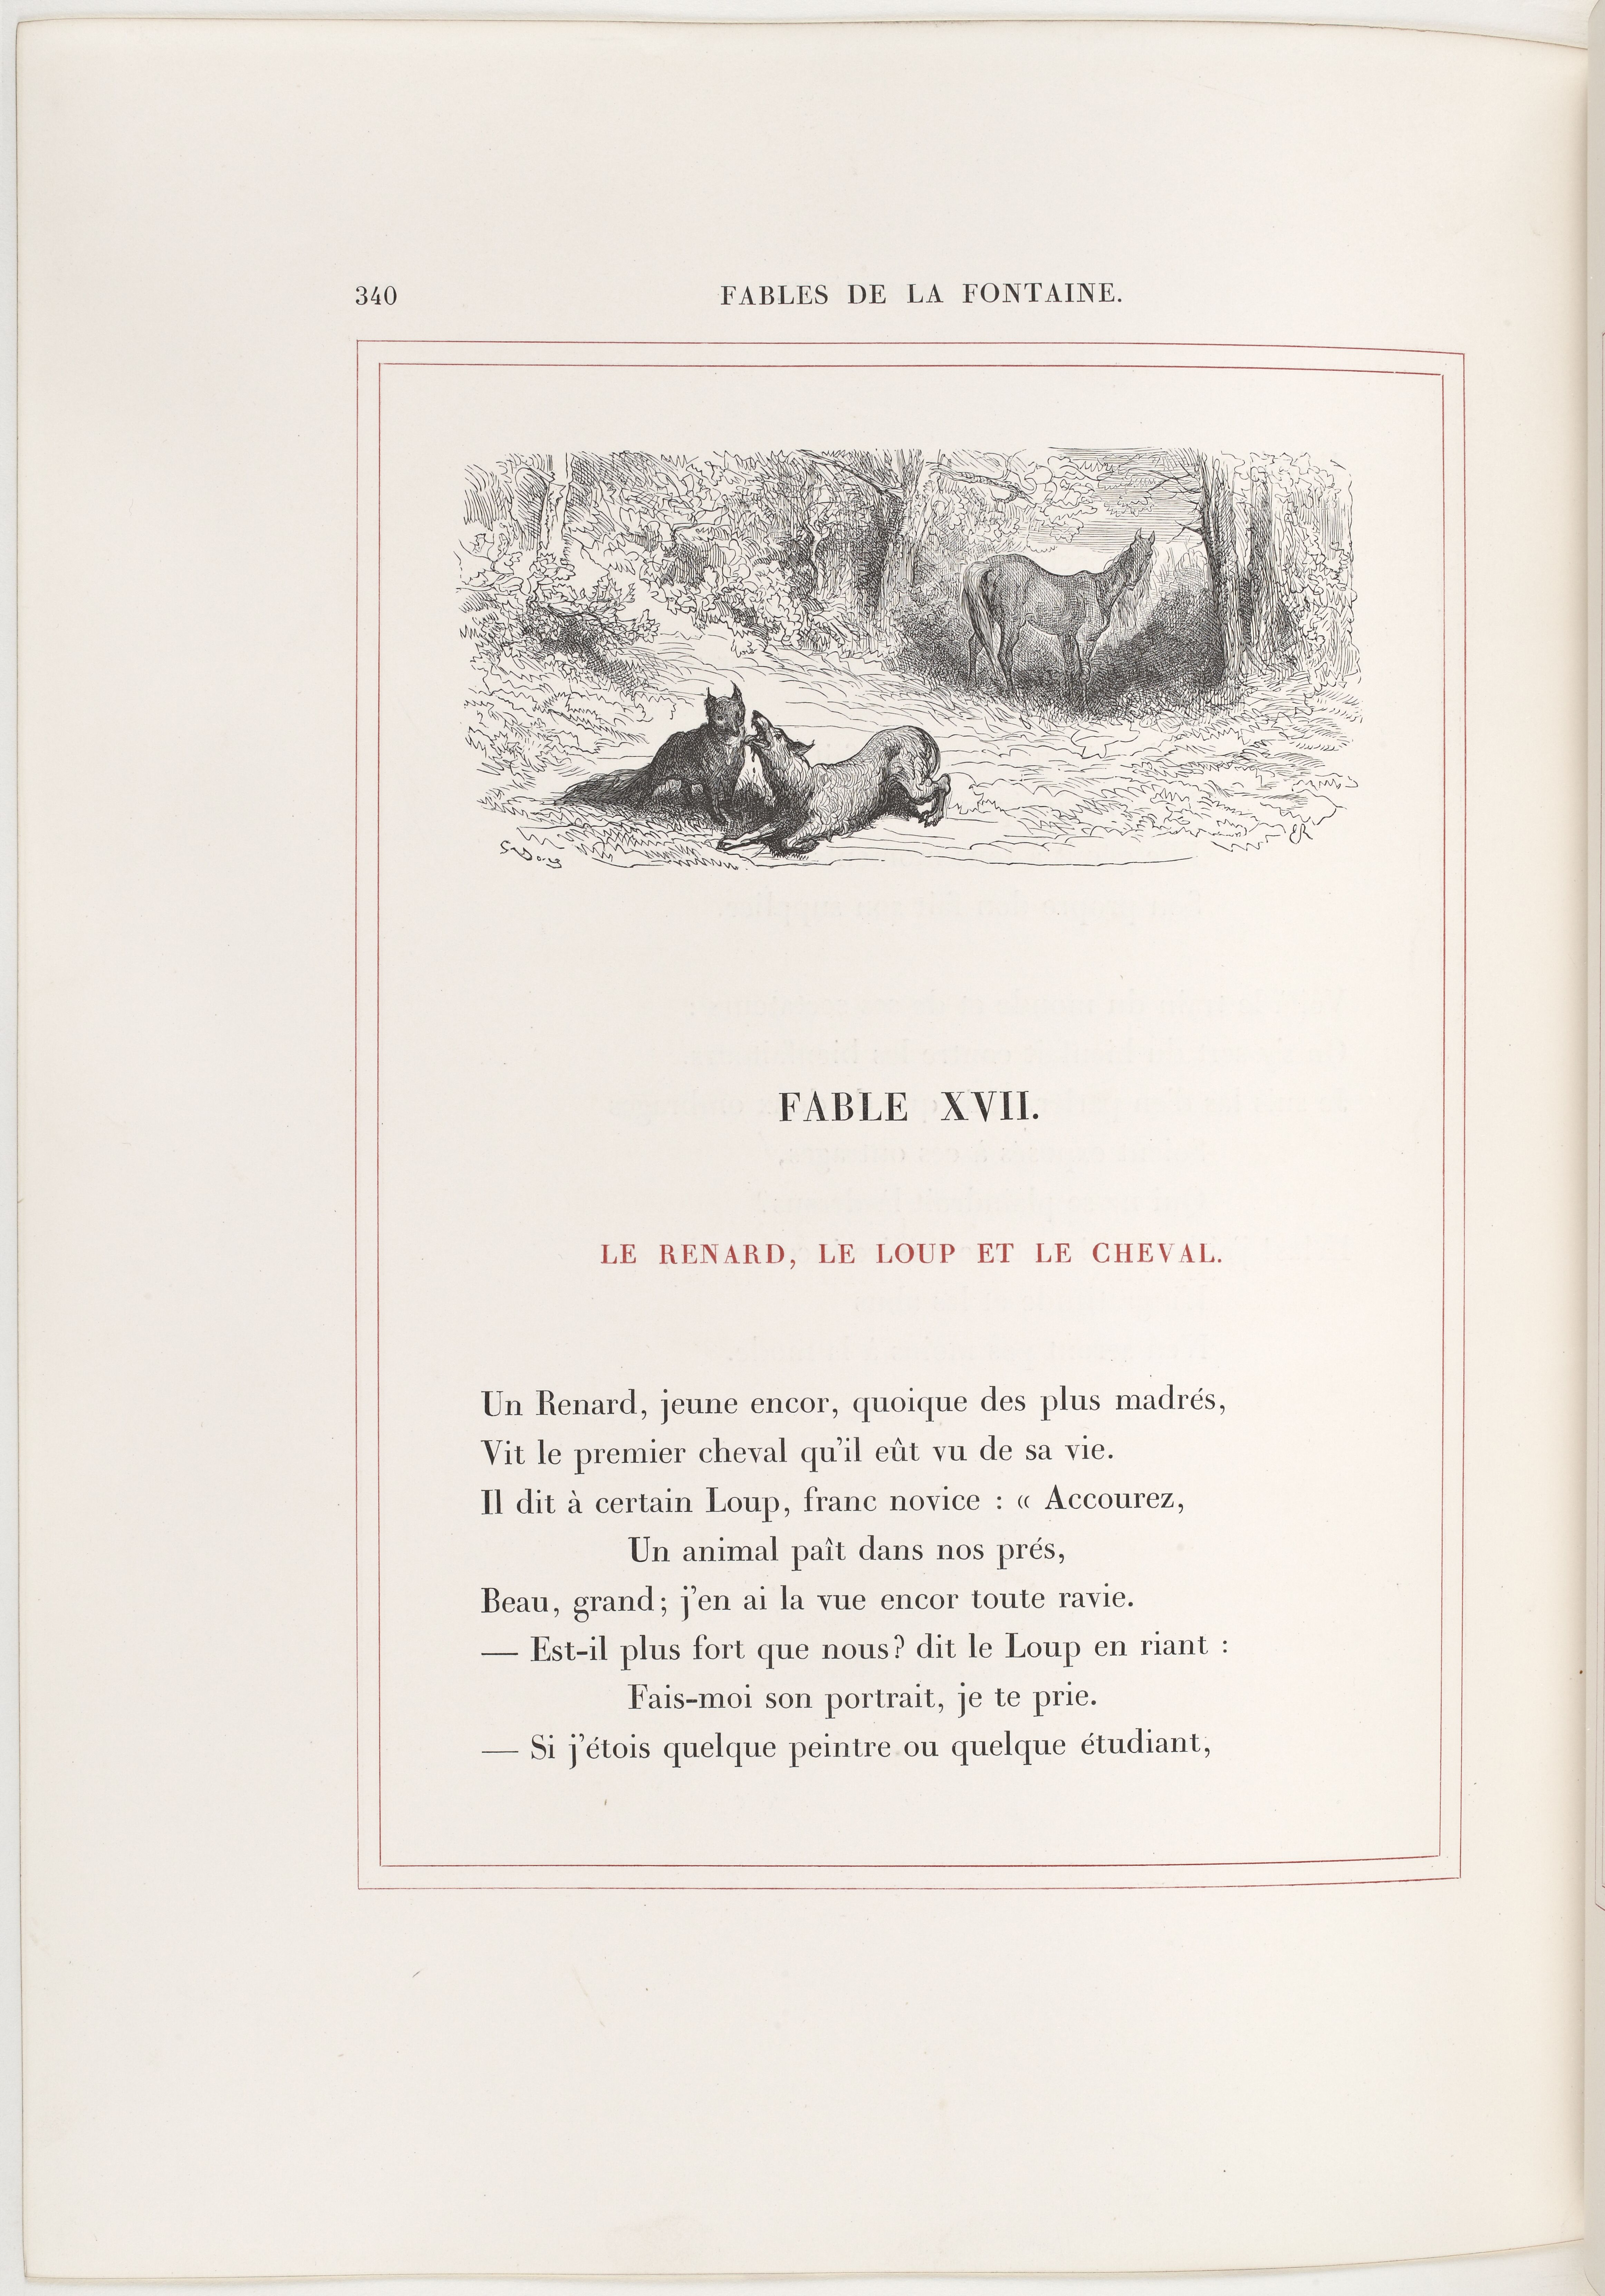 340
FABLES DE LA FONTAINE.
G Doré
FABLE XVII.
LE RENARD, LE LOUP ET LE CHEVAL.
Un Renard, jeune encor, quoique des plus madrés,
Vit le premier cheval qu'il eût vu de sa vie.
Il dit à certain Loup, franc novice : « Accourez,
Un animal paît dans nos prés,
Beau, grand; j'en ai la vue encor toute ravie.
— Est-il plus fort que nous? dit le Loup en riant :
Fais-moi son portrait, je te prie.
— Si j'étois quelque peintre ou quelque étudiant,